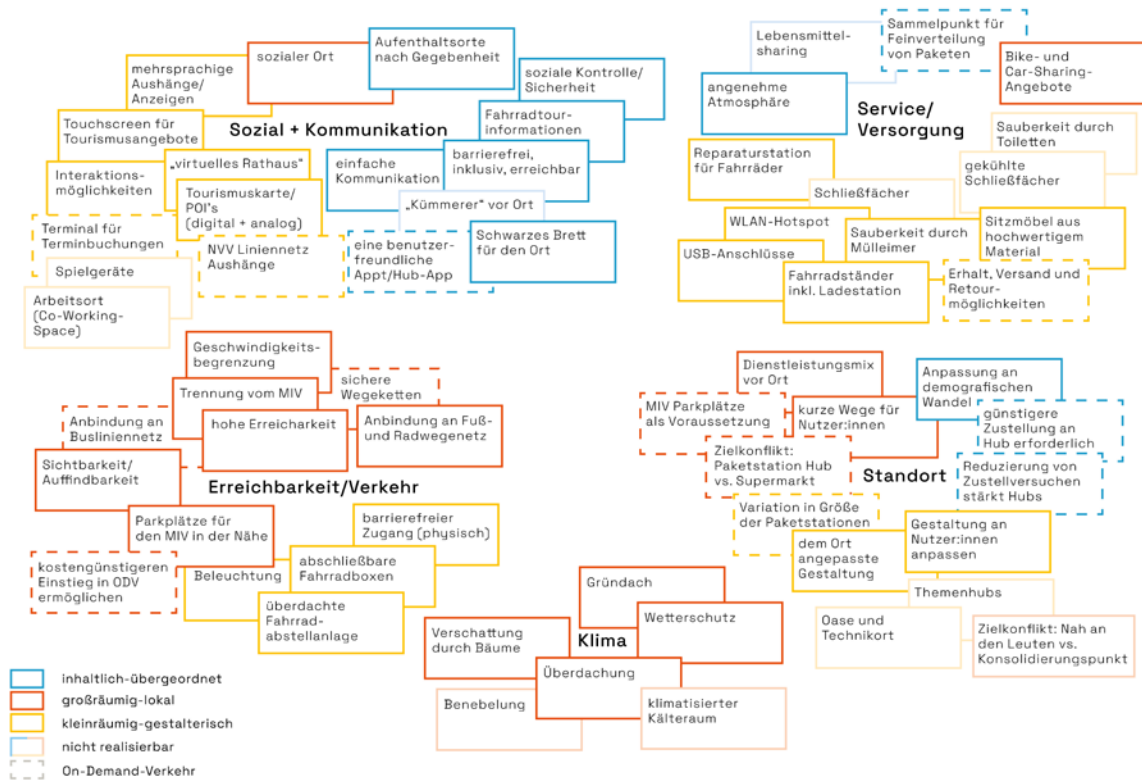 Sozial + Kommunikation
mehrsprachige
Aushänge/
Anzeigen
sozialer Ort
Aufenthaltsorte
nach Gegebenheit
soziale Kontrolle/
Sicherheit
Touchscreen für
Tourismusangebote
Fahrradtour-
informationen
Interaktions-
möglichkeiten
„virtuelles Rathaus“
einfache
Kommunikation
barrierefrei,
inklusiv, erreichbar
Tourismuskarte/
POI's
(digital + analog)
„Kümmerer“ vor Ort
Terminal für
Terminbuchungen
NVV Liniennetz
Aushänge
eine benutzer-
freundliche
Appt/Hub-App
Schwarzes Brett
für den Ort
Spielgeräte
Arbeitsort
(Co-Working-
Space)
Service/
Versorgung
Lebensmittel-
sharing
Sammelpunkt für
Feinverteilung
von Paketen
Bike- und
Car-Sharing-
Angebote
angenehme
Atmosphäre
Sauberkeit durch
Toiletten
Reparaturstation
für Fahrräder
gekühlte
Schließfächer
Schließfächer
WLAN-Hotspot
Sauberkeit durch
Mülleimer
Sitzmöbel aus
hochwertigem
Material
USB-Anschlüsse
Fahrradständer
inkl. Ladestation
Erhalt, Versand und
Retour-
möglichkeiten
Erreichbarkeit/Verkehr
Geschwindigkeits-
begrenzung
Trennung vom MIV
sichere
Wegeketten
Anbindung an
Busliniennetz
hohe Erreicharkeit
Anbindung an Fuß-
und Radwegenetz
Sichtbarkeit/
Auffindbarkeit
Parkplätze für
den MIV in der Nähe
barrierefreier
Zugang (physisch)
kostengünstigeren
Einstieg in ODV
ermöglichen
Beleuchtung
abschließbare
Fahrradboxen
überdachte
Fahrrad-
abstellanlage
Standort
Dienstleistungsmix
vor Ort
Anpassung an
demografischen
Wandel
MIV Parkplätze
als Voraussetzung
kurze Wege für
Nutzer:innen
günstigere
Zustellung an
Hub erforderlich
Zielkonflikt:
Paketstation Hub
vs. Supermarkt
Reduzierung von
Zustellversuchen
stärkt Hubs
Variation in Größe
der Paketstationen
Gestaltung an
Nutzer:innen
anpassen
dem Ort
angepasste
Gestaltung
Themenhubs
Oase und
Technikort
Zielkonflikt: Nah an
den Leuten vs.
Konsolidierungspunkt
Klima
Gründach
Wetterschutz
Verschattung
durch Bäume
Überdachung
Benebelung
klimatisierter
Kälteraum
inhaltlich-übergeordnet
großräumig-lokal
kleinräumig-gestalterisch
nicht realisierbar
On-Demand-Verkehr